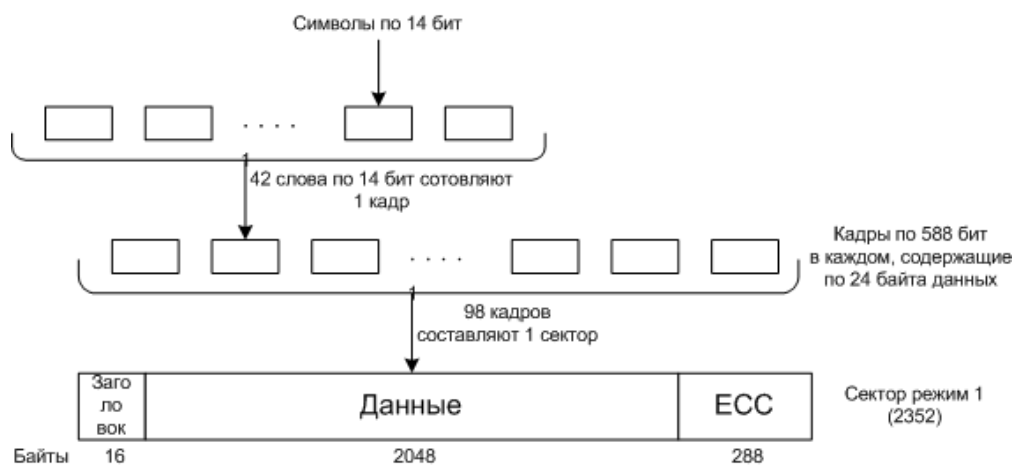 Символы по 14 бит
42 слова по 14 бит сотовляют
1 кадр
Кадры по 588 бит
в каждом, содержащие
по 24 байта данных
98 кадров
составляют 1 сектор
Заго
ло
вок
Данные
ECC
Сектор режим 1
(2352)
Байты 16 2048 288